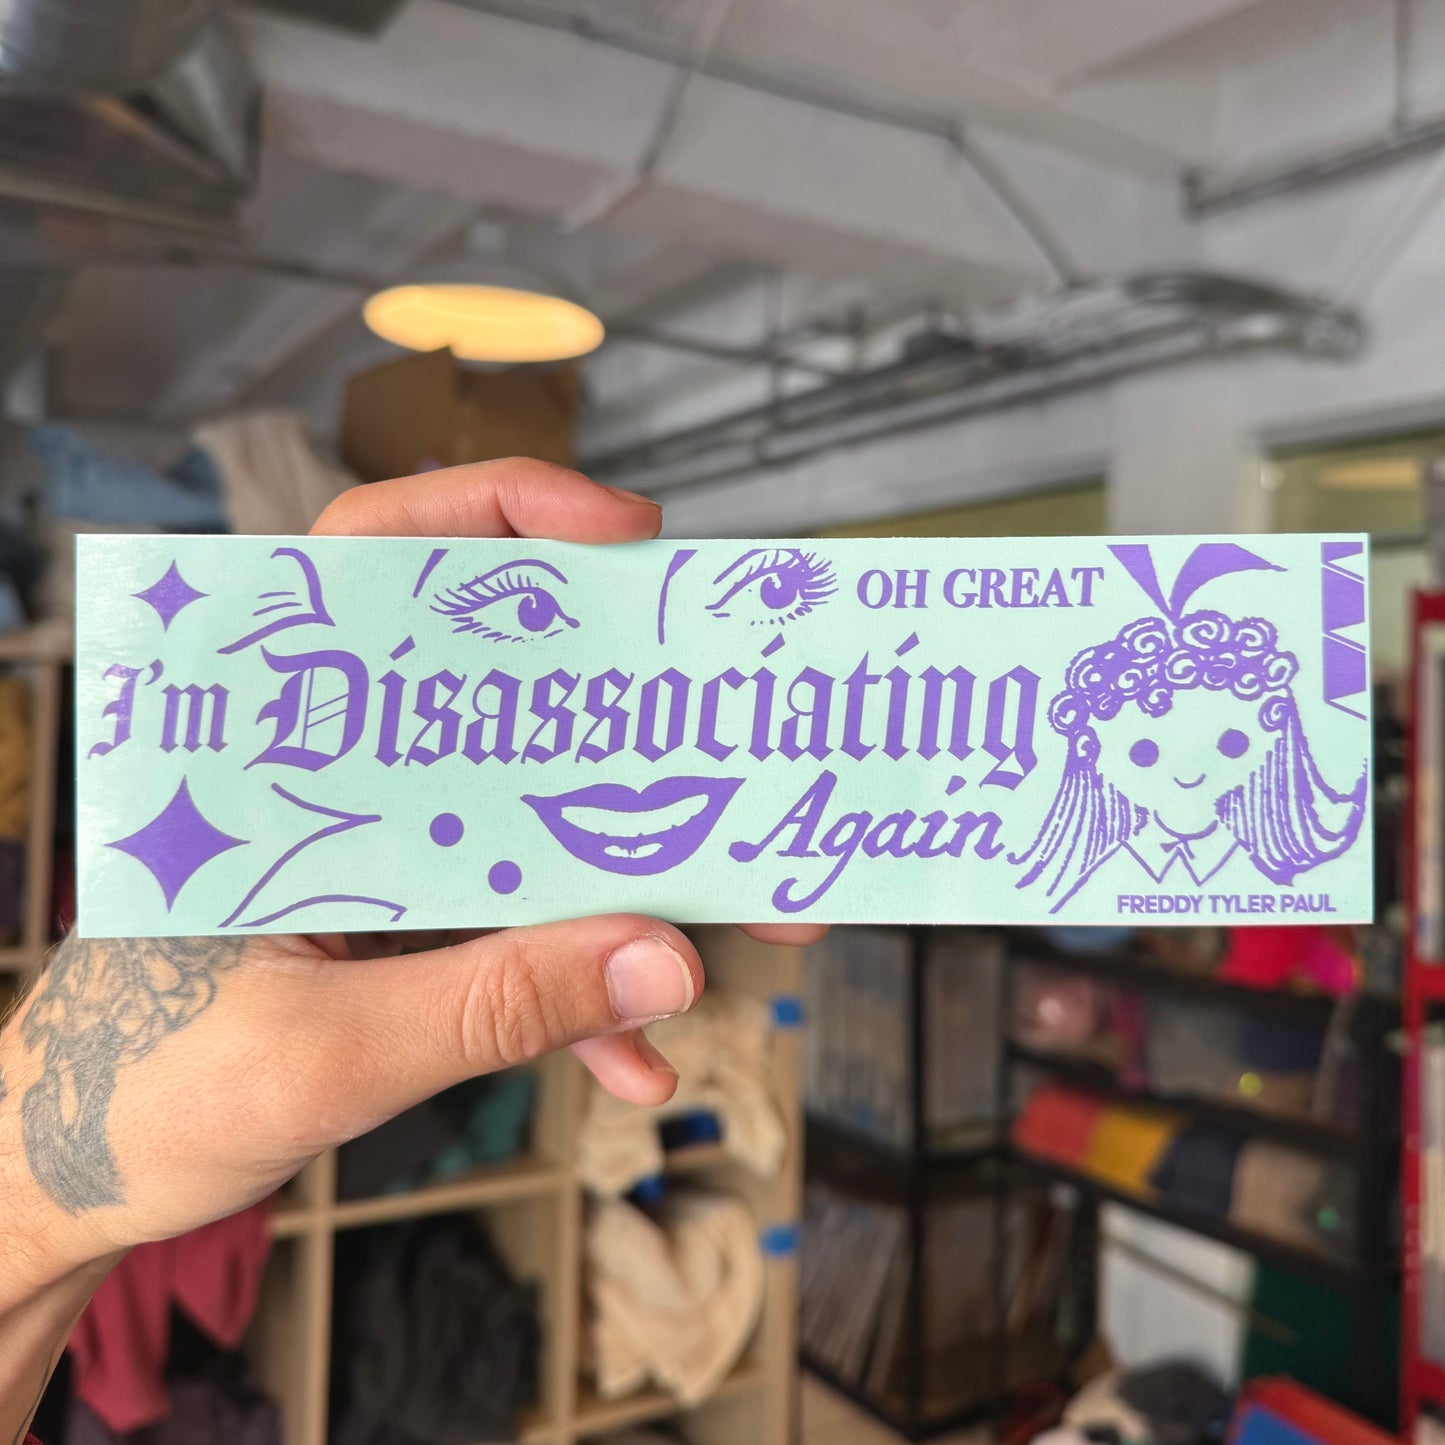 OH GREAT
I'm Disassociating
Again
FREDDY TYLER PAUL